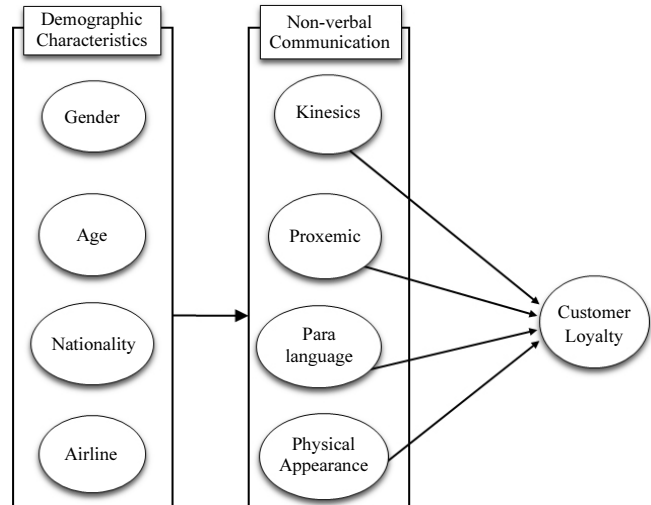 Demographic
Characteristics
Gender
Age
Nationality
Airline
Non-verbal
Communication
Kinesics
Proxemic
Para
language
Physical
Appearance
Customer
Loyalty